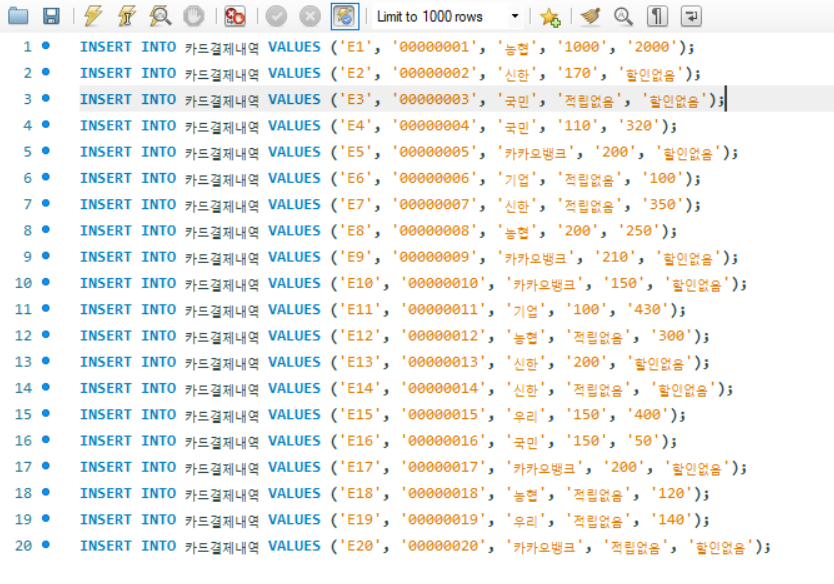 Limit to 1000 rows
1 INSERT INTO 카드결제내역 VALUES ('E1', '00000001', '농협', '1000', '2000');
2 INSERT INTO 카드결제내역 VALUES ('E2', '00000002', '신한', '170', '할인없음');
3 INSERT INTO 카드결제내역 VALUES ('E3', '00000003', '국민', '적립없음', '할인없음');
4 INSERT INTO 카드결제내역 VALUES ('E4', '00000004', '국민', '110', '320');
5 INSERT INTO 카드결제내역 VALUES ('E5', '00000005', '카카오뱅크', '200', '할인없음');
6 INSERT INTO 카드결제내역 VALUES ('E6', '00000006', '기업', '적립없음', '100');
7 INSERT INTO 카드결제내역 VALUES ('E7', '00000007', '신한', '적립없음', '350');
8 INSERT INTO 카드결제내역 VALUES ('E8', '00000008', '농협', '200', '250');
9 INSERT INTO 카드결제내역 VALUES ('E9', '00000009', '카카오뱅크', '210', '할인없음');
10 INSERT INTO 카드결제내역 VALUES ('E10', '00000010', '카카오뱅크', '150', '할인없음');
11 INSERT INTO 카드결제내역 VALUES ('E11', '00000011', '기업', '100', '430');
12 INSERT INTO 카드결제내역 VALUES ('E12', '00000012', '농협', '적립없음', '300');
13 INSERT INTO 카드결제내역 VALUES ('E13', '00000013', '신한', '200', '할인없음');
14 INSERT INTO 카드결제내역 VALUES ('E14', '00000014', '신한', '적립없음', '할인없음');
15 INSERT INTO 카드결제내역 VALUES ('E15', '00000015', '우리', '150', '400');
16 INSERT INTO 카드결제내역 VALUES ('E16', '00000016', '국민', '150', '50');
17 INSERT INTO 카드결제내역 VALUES ('E17', '00000017', '카카오뱅크', '200', '할인없음');
18 INSERT INTO 카드결제내역 VALUES ('E18', '00000018', '농협', '적립없음', '120');
19 INSERT INTO 카드결제내역 VALUES ('E19', '00000019', '우리', '적립없음', '140');
20 INSERT INTO 카드결제내역 VALUES ('E20', '00000020', '카카오뱅크', '적립없음', '할인없음');